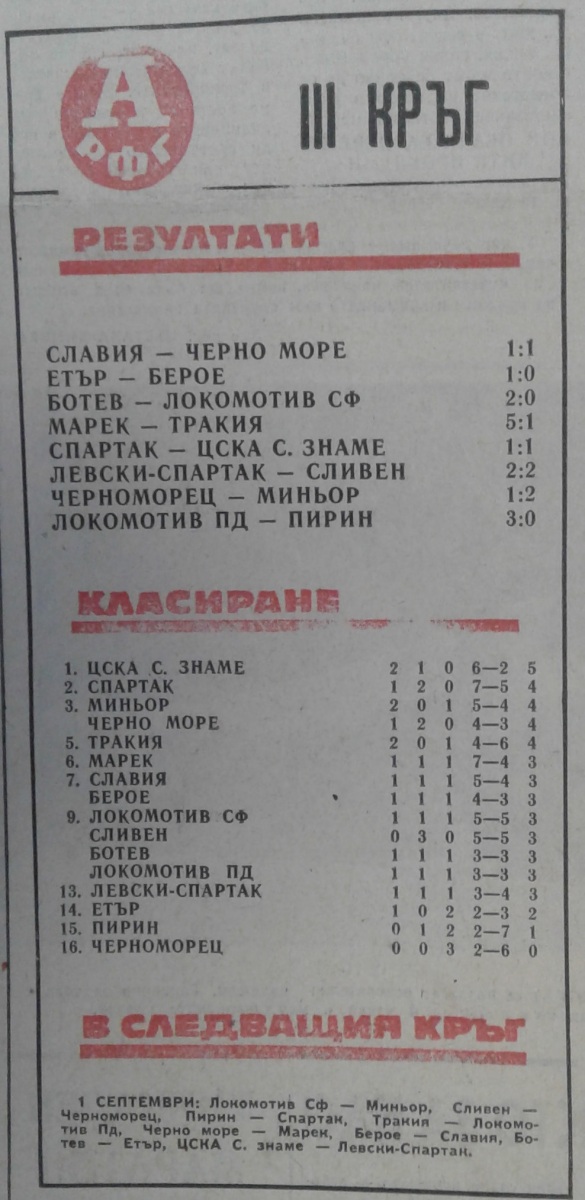 А
РФГ
III КРЪГ
РЕЗУЛТАТИ
СЛАВИЯ — ЧЕРНО МОРЕ 1:1
ЕТЪР — БЕРОЕ 1:0
БОТЕВ — ЛОКОМОТИВ СФ 2:0
МАРЕК — ТРАКИЯ 5:1
СПАРТАК — ЦСКА С. ЗНАМЕ 1:1
ЛЕВСКИ-СПАРТАК — СЛИВЕН 2:2
ЧЕРНОМОРЕЦ — МИНЬОР 1:2
ЛОКОМОТИВ ПД — ПИРИН 3:0
КЛАСИРАНЕ
1. ЦСКА С. ЗНАМЕ 2 1 0 6—2 5
2. СПАРТАК 1 2 0 7—5 4
3. МИНЬОР 2 0 1 5—4 4
ЧЕРНО МОРЕ 1 2 0 4—3 4
5. ТРАКИЯ 2 0 1 4—6 4
6. МАРЕК 1 1 1 7—4 3
7. СЛАВИЯ 1 1 1 5—4 3
БЕРОЕ 1 1 1 4—3 3
9. ЛОКОМОТИВ СФ 1 1 1 5—5 3
СЛИВЕН 0 3 0 5—5 3
БОТЕВ 1 1 1 3—3 3
ЛОКОМОТИВ ПД 1 1 1 3—3 3
13. ЛЕВСКИ-СПАРТАК 1 1 1 3—4 3
14. ЕТЪР 1 0 2 2—3 2
15. ПИРИН 0 1 2 2—7 1
16. ЧЕРНОМОРЕЦ 0 0 3 2—6 0
В СЛЕДВАЩИЯ КРЪГ
1 СЕПТЕМВРИ: Локомотив Сф — Миньор, Сливен —
Черноморец, Пирин — Спартак, Тракия — Локомо-
тив Пд, Черно море — Марек, Берое — Славия, Бо-
тев — Етър, ЦСКА С. знаме — Левски-Спартак.